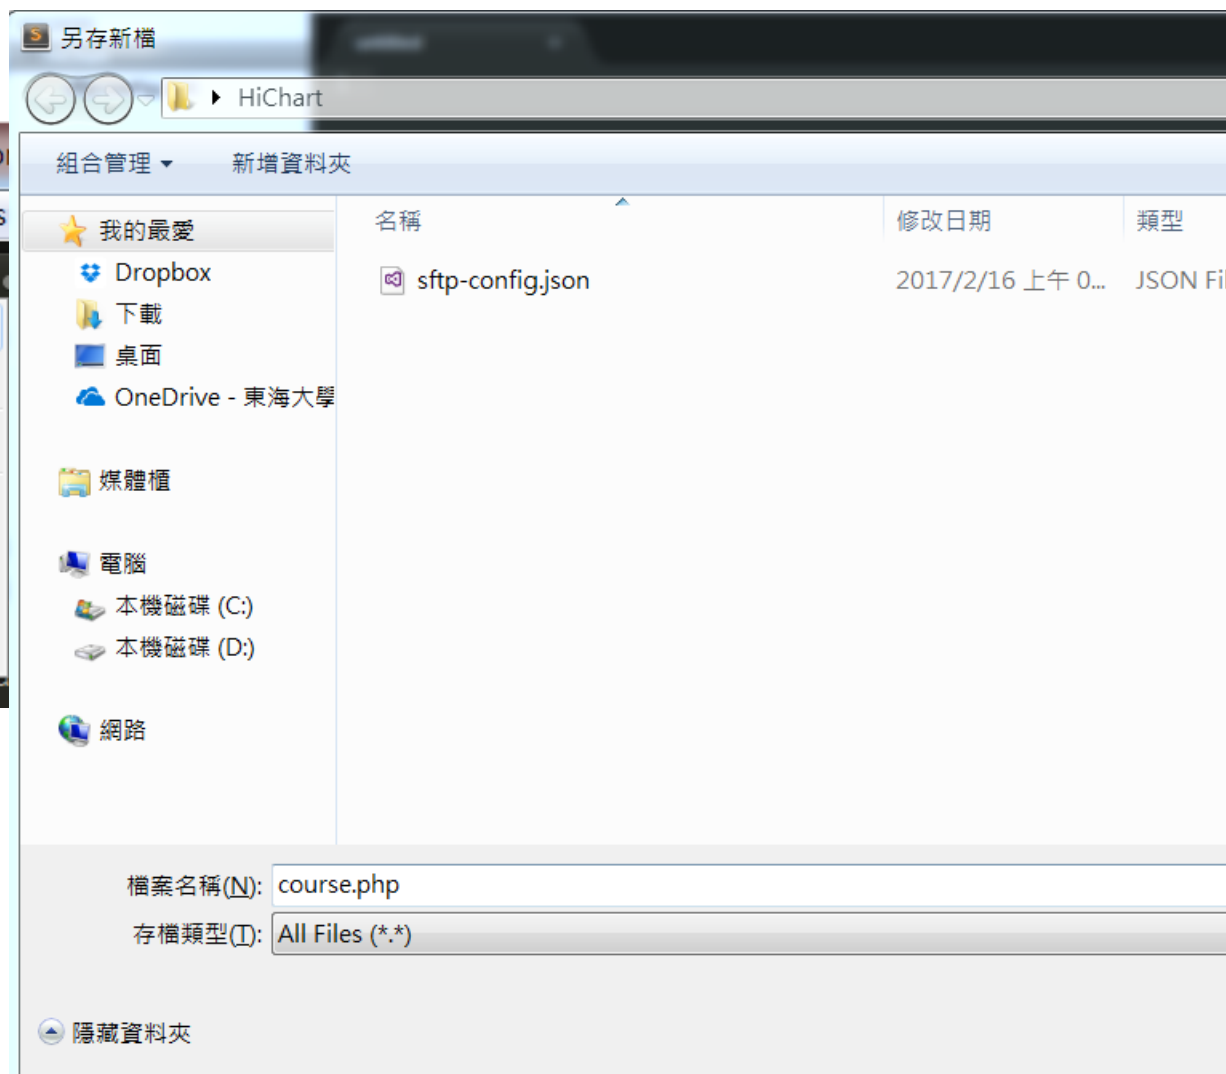 另存新檔
HiChart
組合管理
新增資料夾
名稱
修改日期
類型
我的最愛
sftp-config.json
2017/2/16 上午 0...
JSON Fil
Dropbox
下載
桌面
OneDrive - 東海大學
媒體櫃
電腦
本機磁碟 (C:)
本機磁碟 (D:)
網路
檔案名稱(N):
course.php
存檔類型(T):
All Files (*.*)
隱藏資料夾